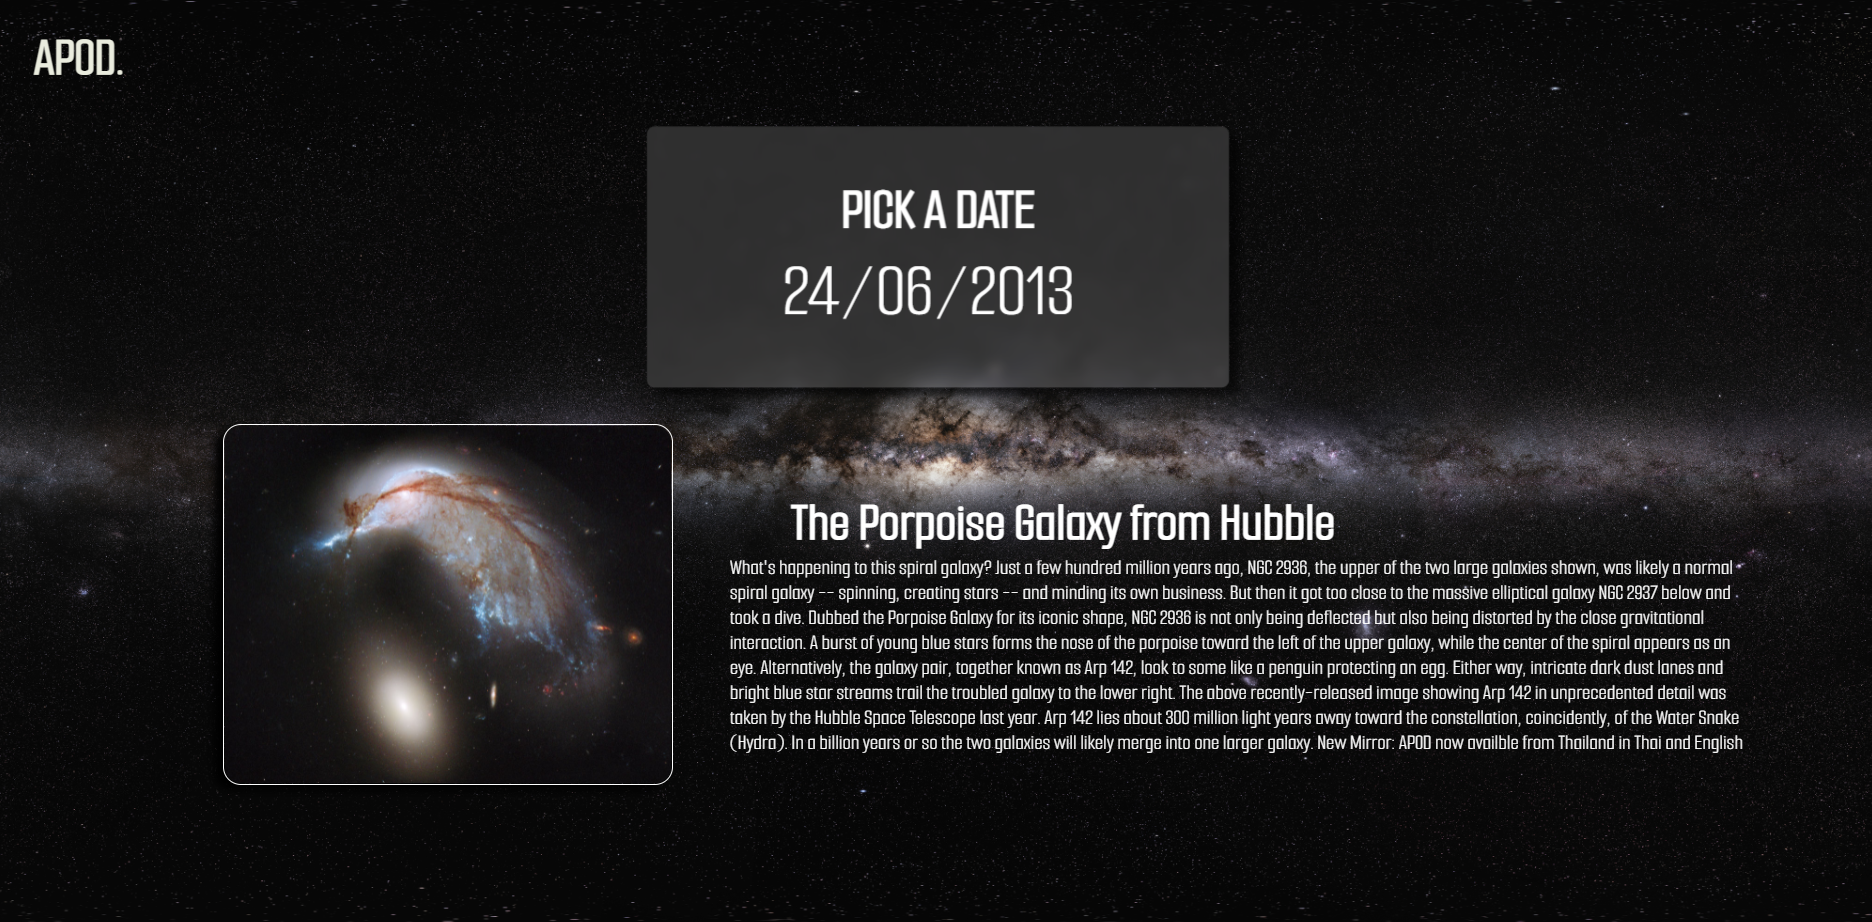 APOD.
PICK A DATE
24/06/2013
The Porpoise Galaxy from Hubble
What's happening to this spiral galaxy? Just a few hundred million years ago, NGC 2936, the upper of the two large galaxies shown, was likely a normal
spiral galaxy -- spinning, creating stars -- and minding its own business. But then it got too close to the massive elliptical galaxy NGC 2937 below and
took a dive. Dubbed the Porpoise Galaxy for its iconic shape, NGC 2936 is not only being deflected but also being distorted by the close gravitational
interaction. A burst of young blue stars forms the nose of the porpoise toward the left of the upper galaxy, while the center of the spiral appears as an
eye. Alternatively, the galaxy pair, together known as Arp 142, look to some like a penguin protecting an egg. Either way, intricate dark dust lanes and
bright blue star streams trail the troubled galaxy to the lower right. The above recently-released image showing Arp 142 in unprecedented detail was
taken by the Hubble Space Telescope last year. Arp 142 lies about 300 million light years away toward the constellation, coincidently, of the Water Snake
(Hydra). In a billion years or so the two galaxies will likely merge into one larger galaxy. New Mirror: APOD now availble from Thailand in Thai and English